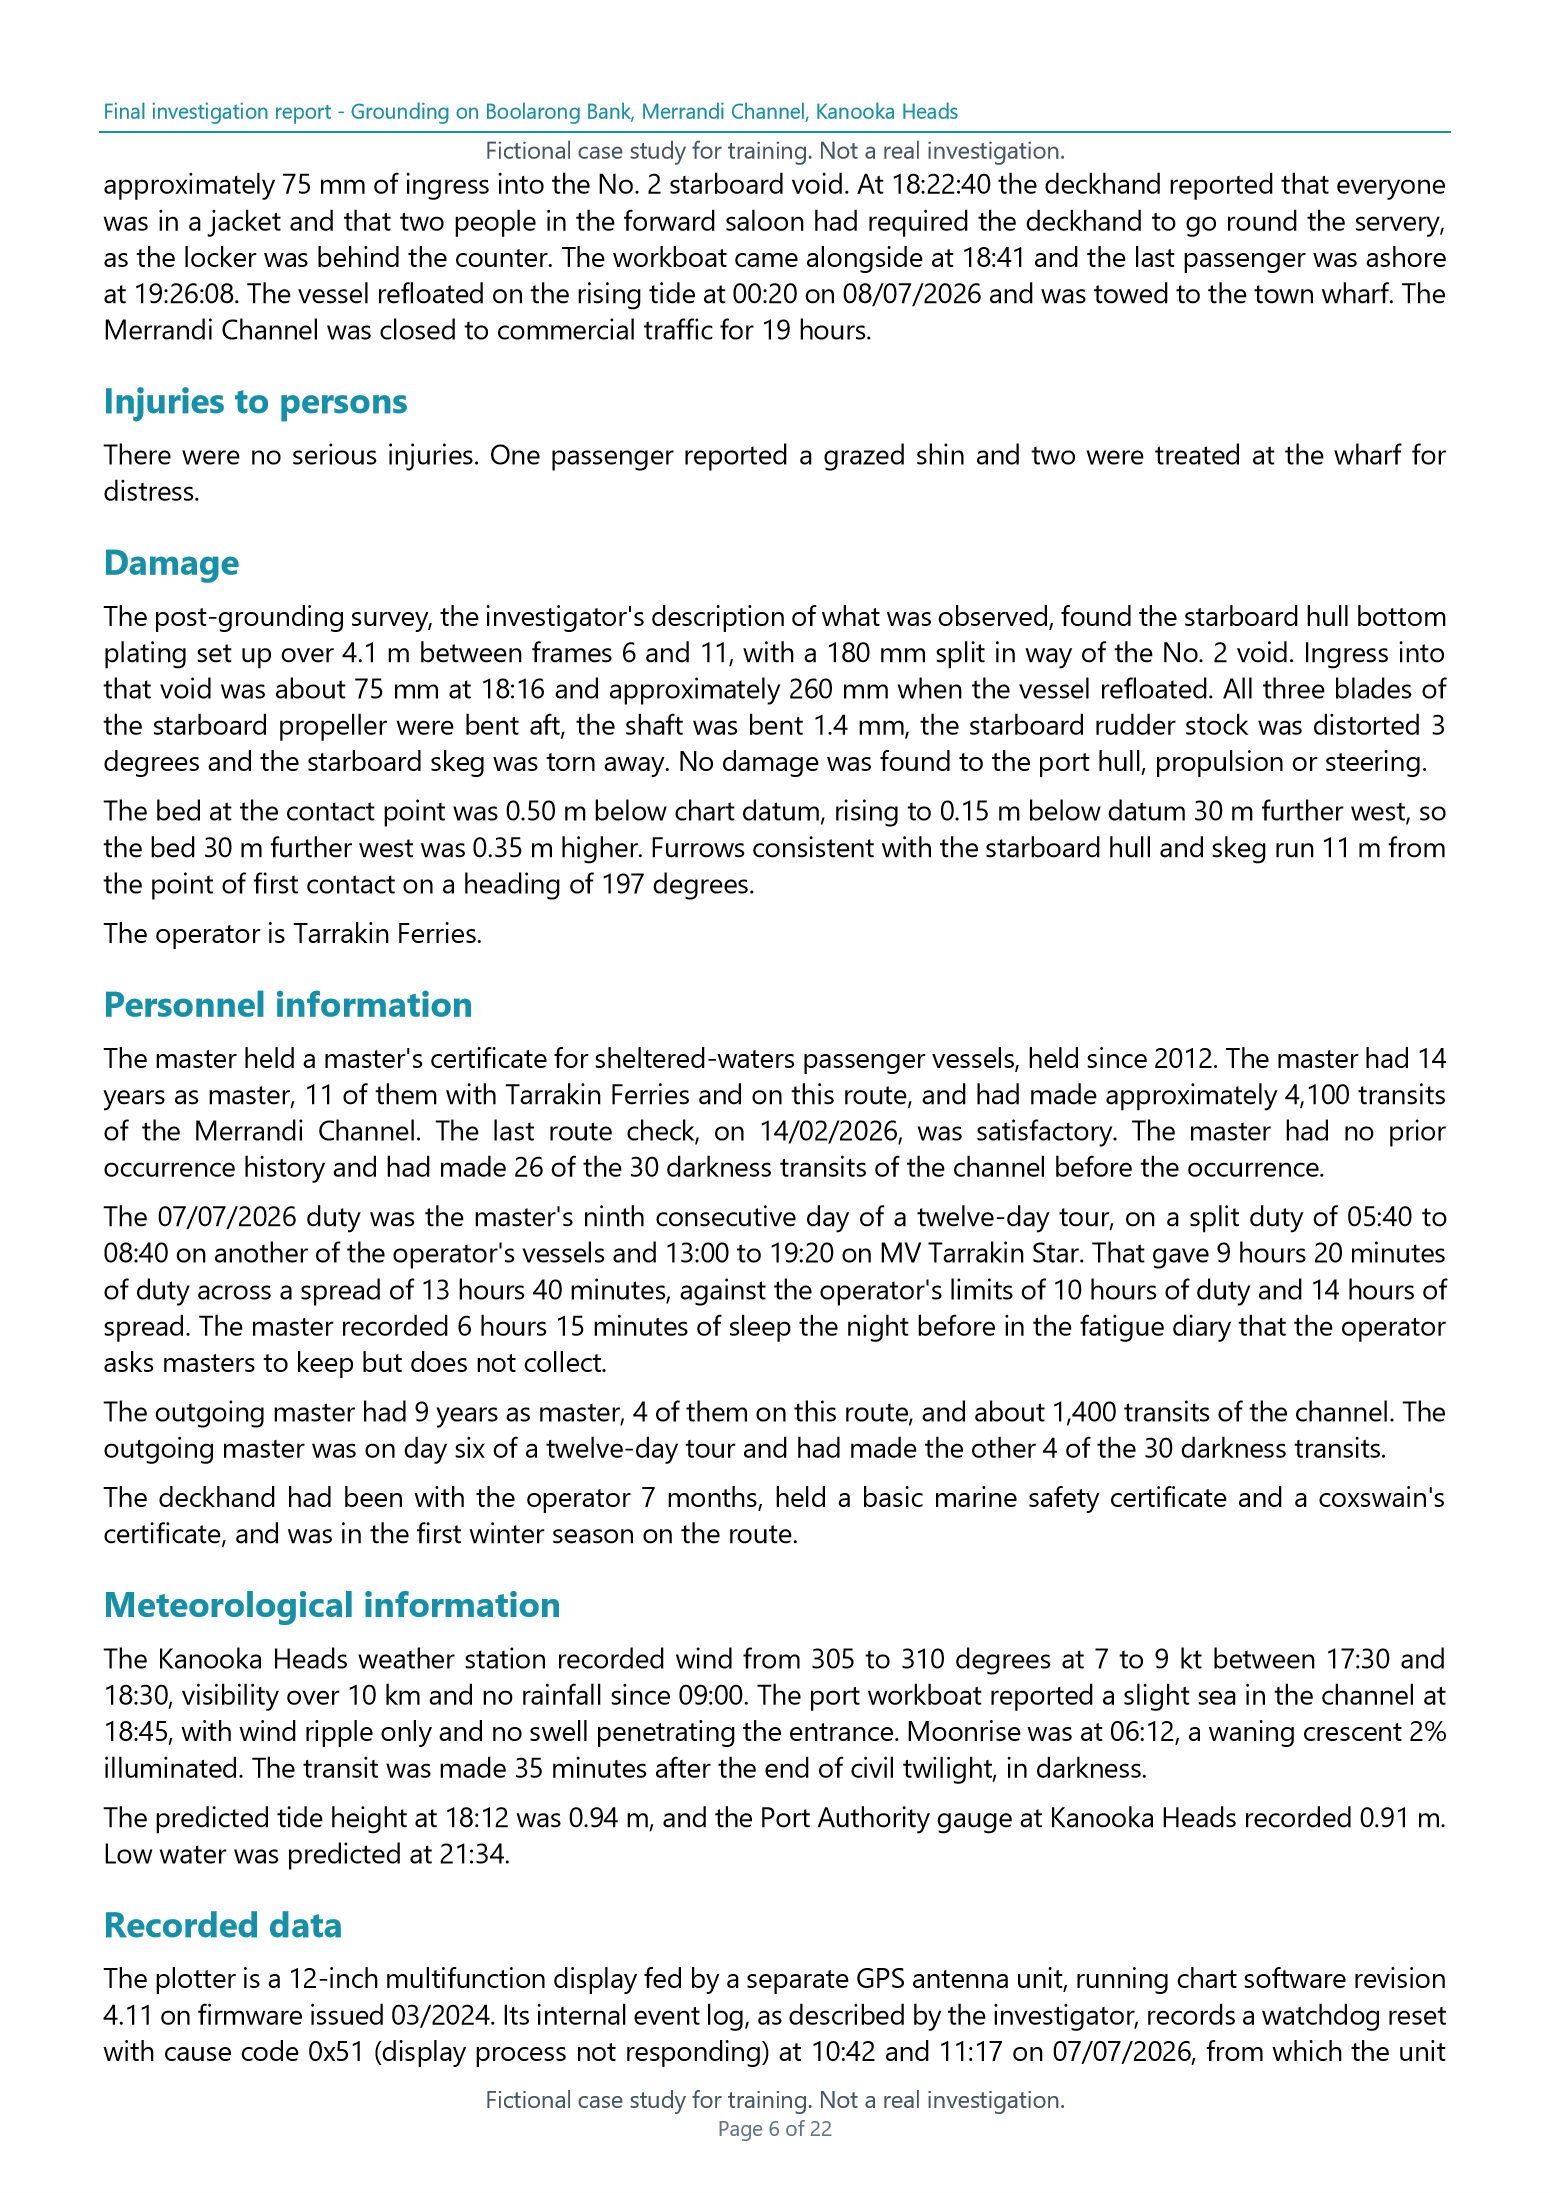 Final investigation report - Grounding on Boolarong Bank, Merrandi Channel, Kanooka Heads
Fictional case study for training. Not a real investigation.
approximately 75 mm of ingress into the No. 2 starboard void. At 18:22:40 the deckhand reported that everyone
was in a jacket and that two people in the forward saloon had required the deckhand to go round the servery,
as the locker was behind the counter. The workboat came alongside at 18:41 and the last passenger was ashore
at 19:26:08. The vessel refloated on the rising tide at 00:20 on 08/07/2026 and was towed to the town wharf. The
Merrandi Channel was closed to commercial traffic for 19 hours.
Injuries to persons
There were no serious injuries. One passenger reported a grazed shin and two were treated at the wharf for
distress.
Damage
The post-grounding survey, the investigator's description of what was observed, found the starboard hull bottom
plating set up over 4.1 m between frames 6 and 11, with a 180 mm split in way of the No. 2 void. Ingress into
that void was about 75 mm at 18:16 and approximately 260 mm when the vessel refloated. All three blades of
the starboard propeller were bent aft, the shaft was bent 1.4 mm, the starboard rudder stock was distorted 3
degrees and the starboard skeg was torn away. No damage was found to the port hull, propulsion or steering.
The bed at the contact point was 0.50 m below chart datum, rising to 0.15 m below datum 30 m further west, so
the bed 30 m further west was 0.35 m higher. Furrows consistent with the starboard hull and skeg run 11 m from
the point of first contact on a heading of 197 degrees.
The operator is Tarrakin Ferries.
Personnel information
The master held a master's certificate for sheltered-waters passenger vessels, held since 2012. The master had 14
years as master, 11 of them with Tarrakin Ferries and on this route, and had made approximately 4,100 transits
of the Merrandi Channel. The last route check, on 14/02/2026, was satisfactory. The master had no prior
occurrence history and had made 26 of the 30 darkness transits of the channel before the occurrence.
The 07/07/2026 duty was the master's ninth consecutive day of a twelve-day tour, on a split duty of 05:40 to
08:40 on another of the operator's vessels and 13:00 to 19:20 on MV Tarrakin Star. That gave 9 hours 20 minutes
of duty across a spread of 13 hours 40 minutes, against the operator's limits of 10 hours of duty and 14 hours of
spread. The master recorded 6 hours 15 minutes of sleep the night before in the fatigue diary that the operator
asks masters to keep but does not collect.
The outgoing master had 9 years as master, 4 of them on this route, and about 1,400 transits of the channel. The
outgoing master was on day six of a twelve-day tour and had made the other 4 of the 30 darkness transits.
The deckhand had been with the operator 7 months, held a basic marine safety certificate and a coxswain's
certificate, and was in the first winter season on the route.
Meteorological information
The Kanooka Heads weather station recorded wind from 305 to 310 degrees at 7 to 9 kt between 17:30 and
18:30, visibility over 10 km and no rainfall since 09:00. The port workboat reported a slight sea in the channel at
18:45, with wind ripple only and no swell penetrating the entrance. Moonrise was at 06:12, a waning crescent 2%
illuminated. The transit was made 35 minutes after the end of civil twilight, in darkness.
The predicted tide height at 18:12 was 0.94 m, and the Port Authority gauge at Kanooka Heads recorded 0.91 m.
Low water was predicted at 21:34.
Recorded data
The plotter is a 12-inch multifunction display fed by a separate GPS antenna unit, running chart software revision
4.11 on firmware issued 03/2024. Its internal event log, as described by the investigator, records a watchdog reset
with cause code 0x51 (display process not responding) at 10:42 and 11:17 on 07/07/2026, from which the unit
Fictional case study for training. Not a real investigation.
Page 6 of 22